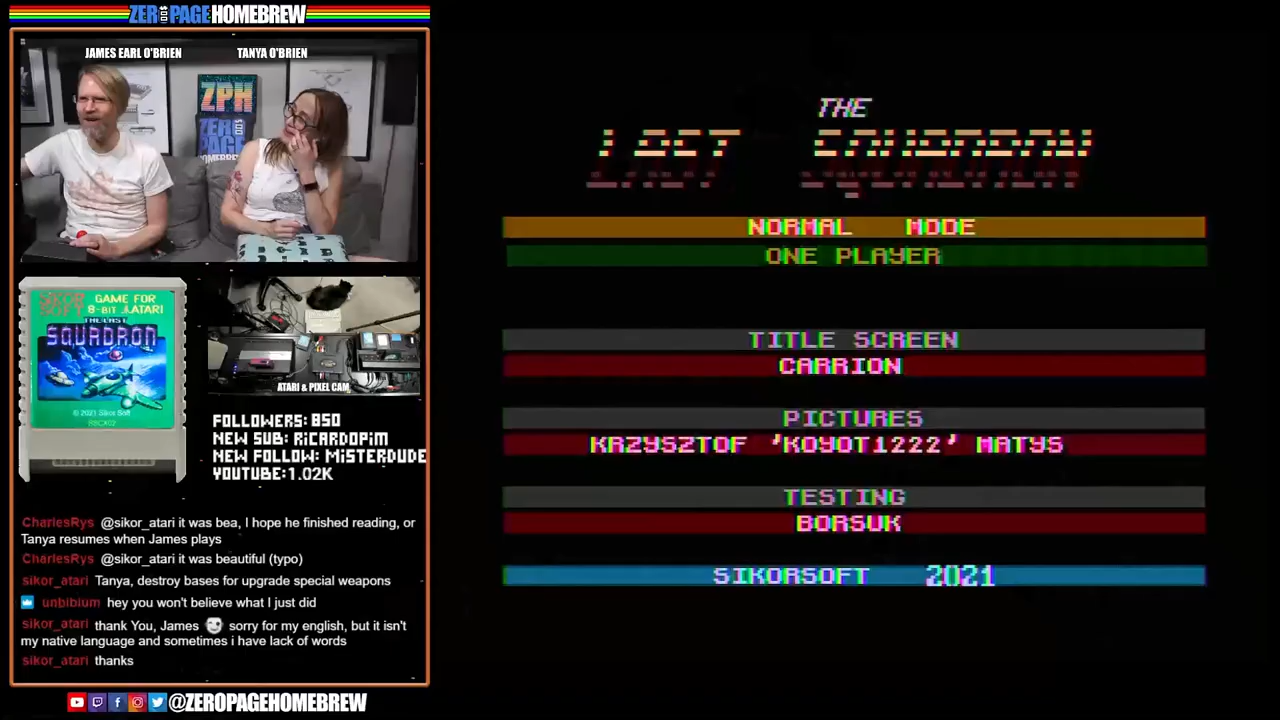 ZEROPAGE HOMEBREW
JAMES EARL O'BRIEN
TANYA O'BRIEN
ZPH
ZERO
PAGE
SIKOR
SOFT
GAME FOR
8-BIT ATARI
THE LAST
SQUADRON
© 2021 Sikor Soft
ATARI & PIXEL CAM
FOLLOWERS: 850
NEW SUB: RICARDOPIM
NEW FOLLOW: MISTERDUDE
YOUTUBE:1.02K
CharlesRys @sikor_atari it was bea, I hope he finished reading, or
Tanya resumes when James plays
CharlesRys @sikor_atari it was beautiful (typo)
sikor_atari Tanya, destroy bases for upgrade special weapons
unbibium hey you won't believe what I just did
sikor_atari thank You, James sorry for my english, but it isn't
my native language and sometimes i have lack of words
sikor_atari thanks
@ZEROPAGEHOMEBREW
THE
LAST SQUADRON
NORMAL MODE
ONE PLAYER
TITLE SCREEN
CARRION
PICTURES
KRZYSZTOF 'KOYOT1222' MATYS
TESTING
BORSUK
SIKORSOFT 2021